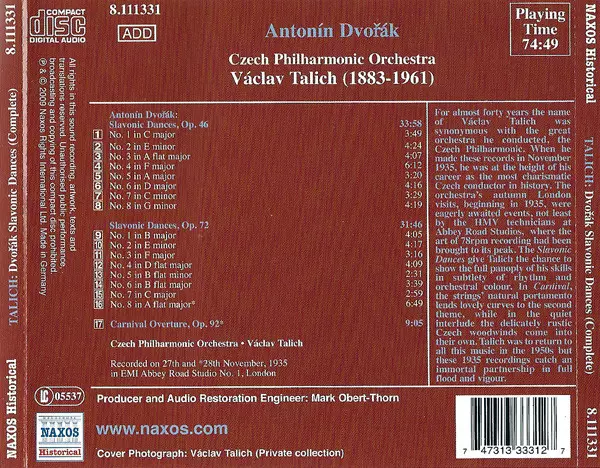 8.111331
COMPACT
disc
DIGITAL AUDIO
ADD
Antonín Dvořák
Czech Philharmonic Orchestra
Václav Talich (1883-1961)
Playing
Time
74:49
NAXOS Historical
TALICH: Dvořák Slavonic Dances (Complete)
8.111331
All rights in this sound recording, artwork, texts and
translations reserved. Unauthorised public performance,
broadcasting and copying of this compact disc prohibited.
℗ & © 2009 Naxos Rights International Ltd. Made in Germany
Antonín Dvořák:
Slavonic Dances, Op. 46 33:58
1 No. 1 in C major 3:49
2 No. 2 in E minor 4:24
3 No. 3 in A flat major 4:07
4 No. 4 in F major 6:12
5 No. 5 in A major 3:20
6 No. 6 in D major 4:16
7 No. 7 in C minor 3:20
8 No. 8 in G minor 4:19
Slavonic Dances, Op. 72 31:46
9 No. 1 in B major 4:05
10 No. 2 in E minor 4:17
11 No. 3 in F major 3:16
12 No. 4 in D flat major 4:09
13 No. 5 in B flat minor 2:31
14 No. 6 in B flat major 3:39
15 No. 7 in C major 2:59
16 No. 8 in A flat major* 6:49
17 Carnival Overture, Op. 92* 9:05
Czech Philharmonic Orchestra • Václav Talich
Recorded on 27th and *28th November, 1935
in EMI Abbey Road Studio No. 1, London
For almost forty years the name
of Václav Talich was
synonymous with the great
orchestra he conducted, the
Czech Philharmonic. When he
made these records in November
1935, he was at the height of his
career as the most charismatic
Czech conductor in history. The
orchestra's autumn London
visits, beginning in 1935, were
eagerly awaited events, not least
by the HMV technicians at
Abbey Road Studios, where the
art of 78rpm recording had been
brought to its peak. The Slavonic
Dances give Talich the chance to
show the full panoply of his skills
in subtlety of rhythm and
orchestral colour. In Carnival,
the strings' natural portamento
lends lovely curves to the second
theme, while in the quiet
interlude the delicately rustic
Czech woodwinds come into
their own. Talich was to return to
all this music in the 1950s but
these 1935 recordings catch an
immortal partnership in full
flood and vigour.
LC 05537
Producer and Audio Restoration Engineer: Mark Obert-Thorn
NAXOS
Historical
www.naxos.com
Cover Photograph: Václav Talich (Private collection)
7 47313 33312 7
NAXOS Historical
TALICH: Dvořák Slavonic Dances (Complete)
8.111331